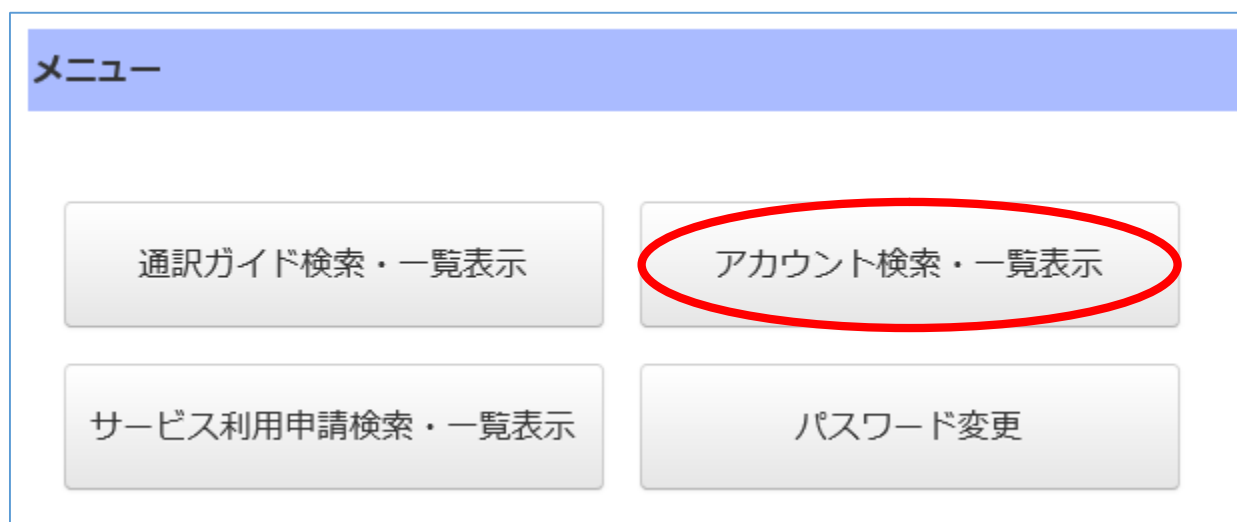 メニュー
通訳ガイド検索・一覧表示
アカウント検索・一覧表示
サービス利用申請検索・一覧表示
パスワード変更